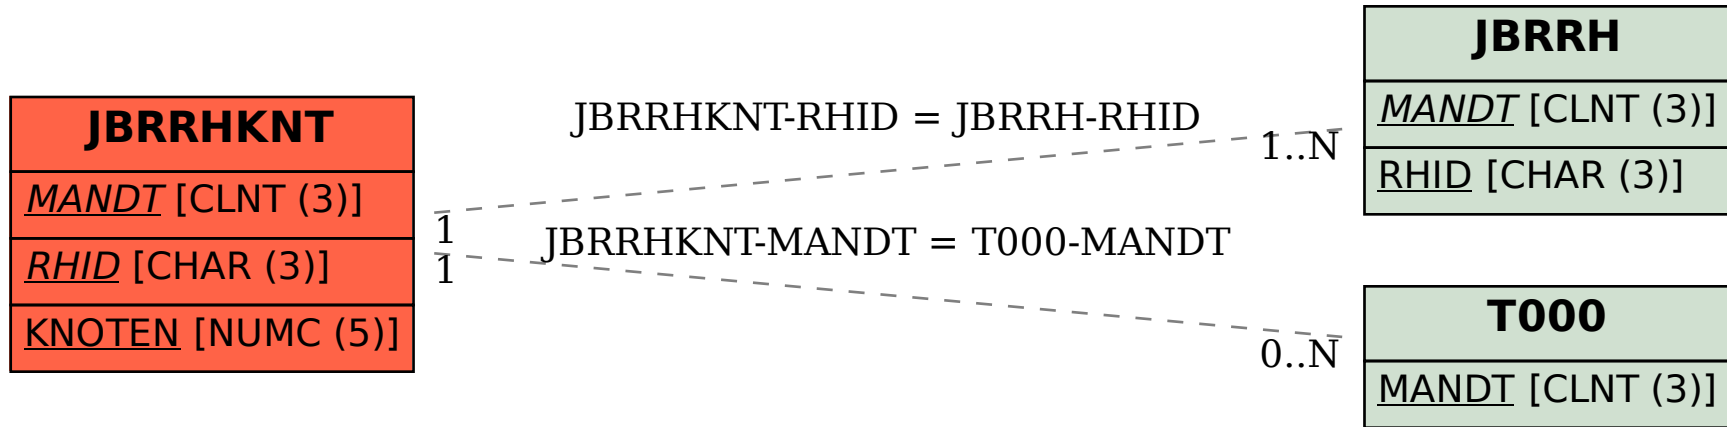 JBRRHKNT
MANDT [CLNT (3)]
RHID [CHAR (3)]
KNOTEN [NUMC (5)]
JBRRHKNT-RHID = JBRRH-RHID
1
1..N
JBRRHKNT-MANDT = T000-MANDT
1
0..N
JBRRH
MANDT [CLNT (3)]
RHID [CHAR (3)]
T000
MANDT [CLNT (3)]